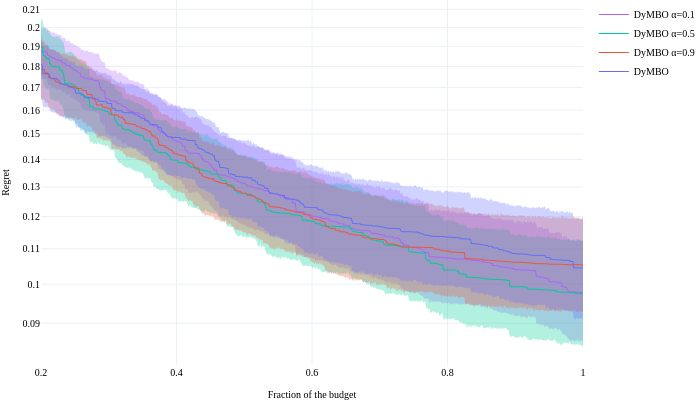 0.21
0.2
0.19
0.18
0.17
0.16
0.15
0.14
0.13
0.12
0.11
0.1
0.09
Regret
0.2 0.4 0.6 0.8 1
Fraction of the budget
DyMBO α=0.1
DyMBO α=0.5
DyMBO α=0.9
DyMBO